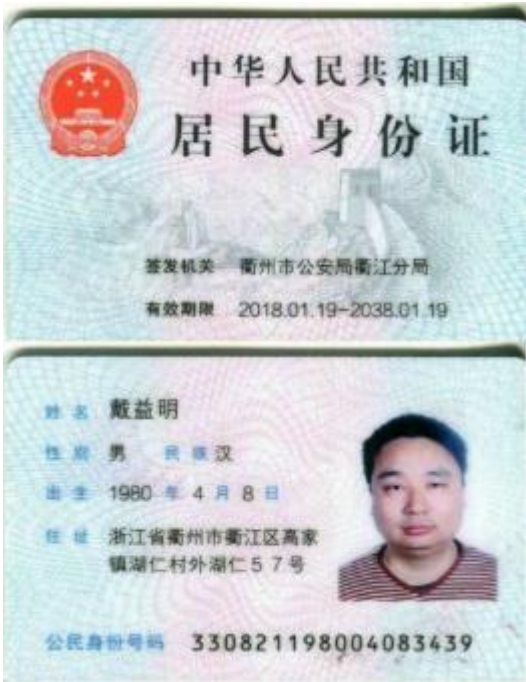 中华人民共和国
居民身份证
签发机关 衢州市公安局衢江分局
有效期限 2018.01.19-2038.01.19
姓名 戴益明
性别 男 民族 汉
出生 1980 年 4 月 8 日
住址 浙江省衢州市衢江区高家
镇湖仁村外湖仁57号
公民身份号码 330821198004083439